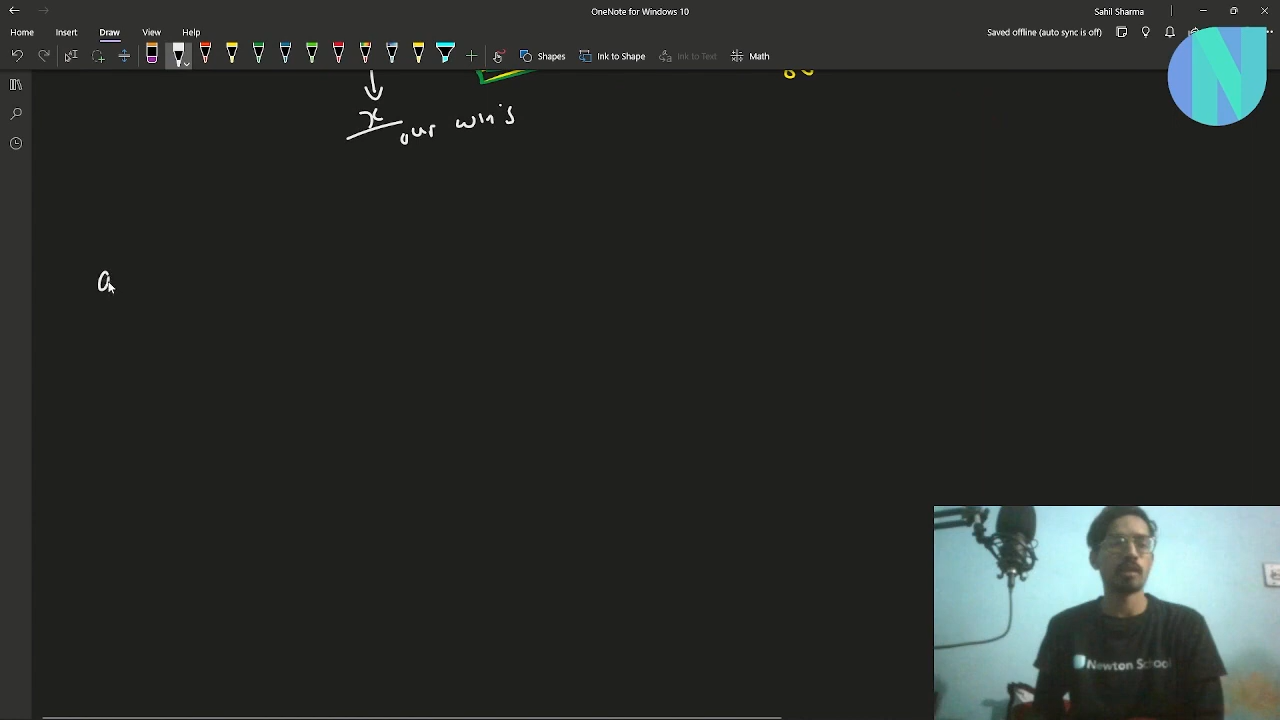 OneNote for Windows 10
Sahil Sharma
Home Insert Draw View Help
Saved offline (auto sync is off)
Shapes Ink to Shape Ink to Text Math
x
our win's
a
Newton School